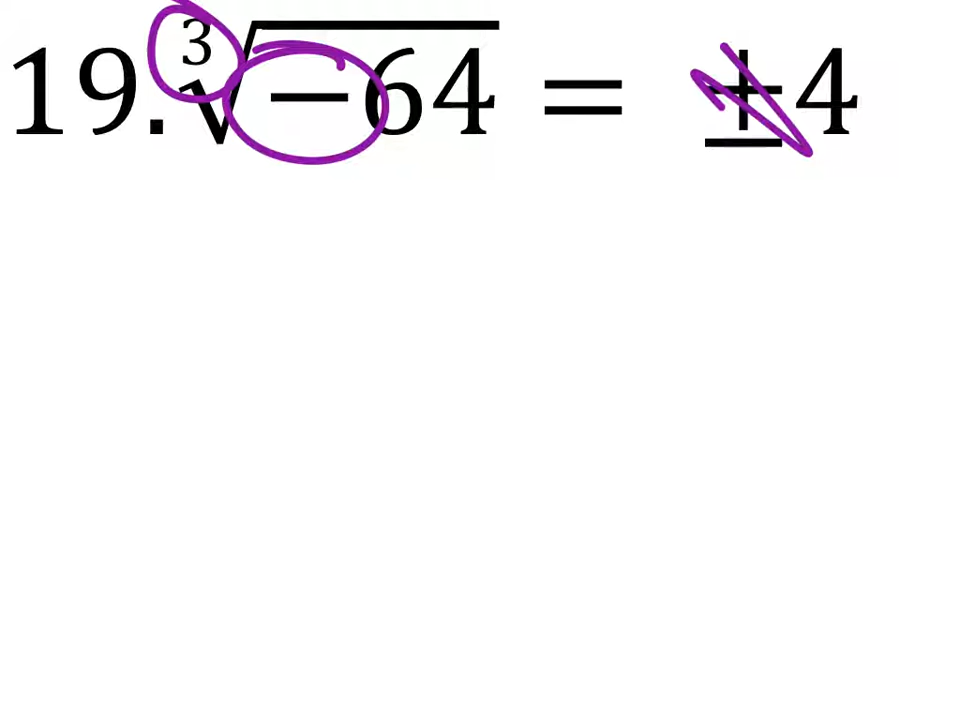 19. ∛−64 = ±4